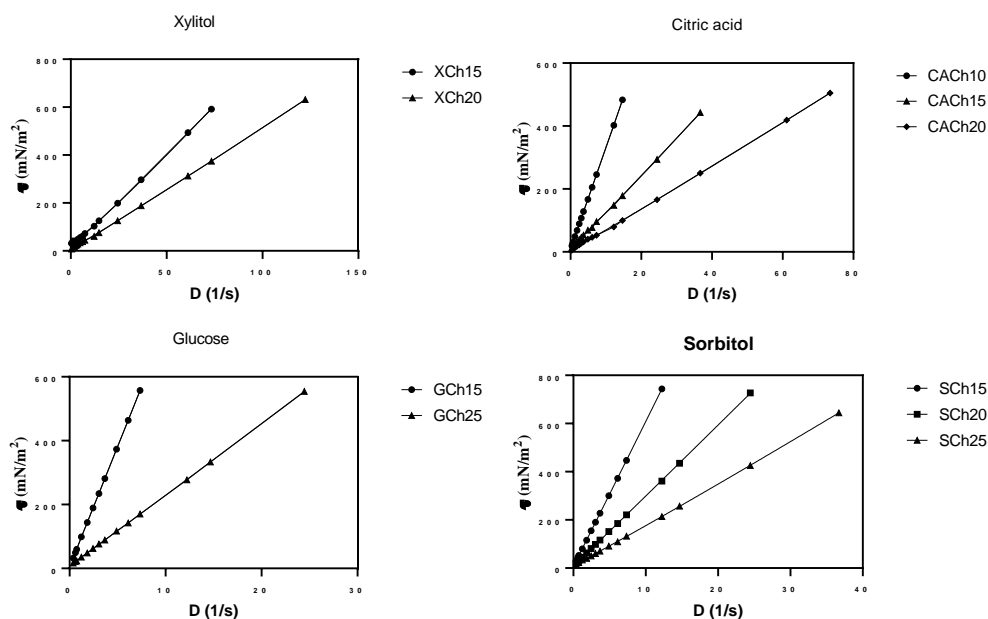 Xylitol
800
600
400
200
0
(mN/m²)
0 50 100 150
D (1/s)
XCh15
XCh20
Citric acid
600
400
200
0
(mN/m²)
0 20 40 60 80
D (1/s)
CACh10
CACh15
CACh20
Glucose
600
400
200
0
(mN/m²)
0 10 20 30
D (1/s)
GCh15
GCh25
Sorbitol
800
600
400
200
0
(mN/m²)
0 10 20 30 40
D (1/s)
SCh15
SCh20
SCh25